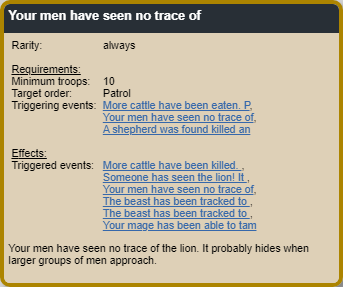 Your men have seen no trace of
Rarity: always
Requirements:
Minimum troops: 10
Target order: Patrol
Triggering events: More cattle have been eaten. P,
Your men have seen no trace of,
A shepherd was found killed an
Effects:
Triggered events: More cattle have been killed. ,
Someone has seen the lion! It ,
Your men have seen no trace of,
The beast has been tracked to ,
The beast has been tracked to ,
Your mage has been able to tam
Your men have seen no trace of the lion. It probably hides when
larger groups of men approach.